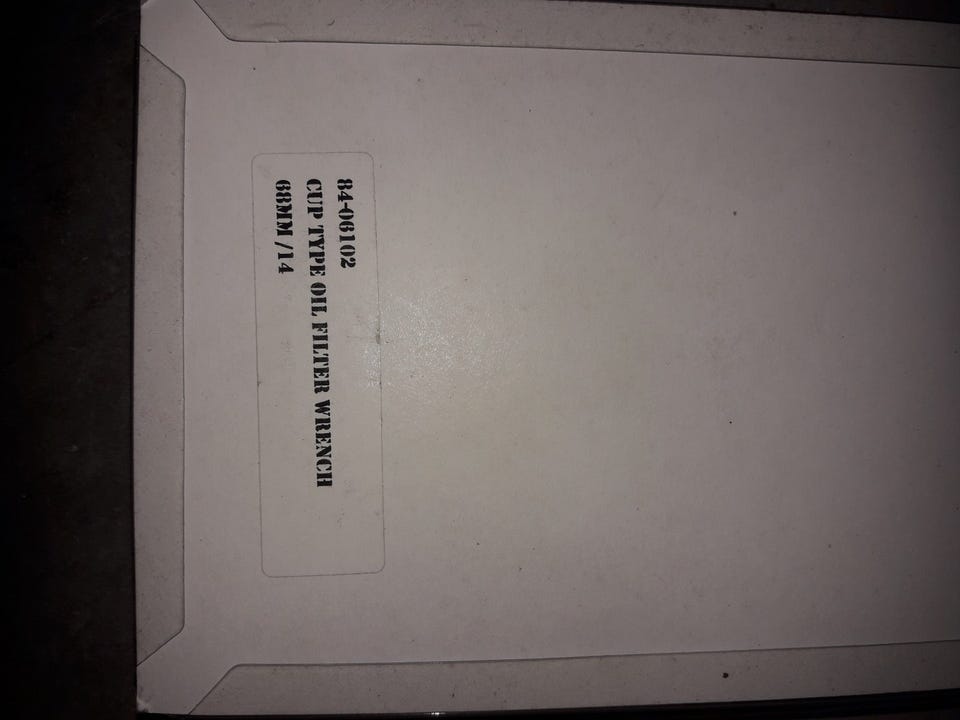 84-06102
CUP TYPE OIL FILTER WRENCH
68MM /14